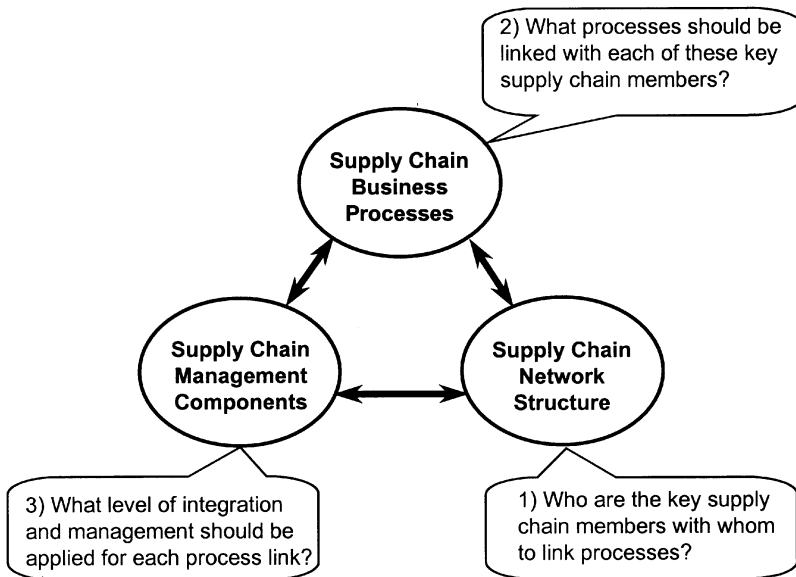 2) What processes should be
linked with each of these key
supply chain members?
Supply Chain
Business
Processes
Supply Chain
Management
Components
Supply Chain
Network
Structure
3) What level of integration
and management should be
applied for each process link?
1) Who are the key supply
chain members with whom
to link processes?